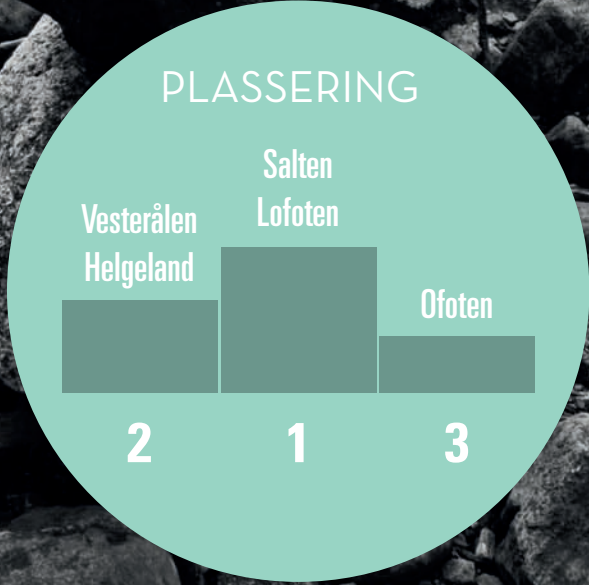 PLASSERING
Salten
Lofoten
Vesterålen
Helgeland
Ofoten
2 1 3